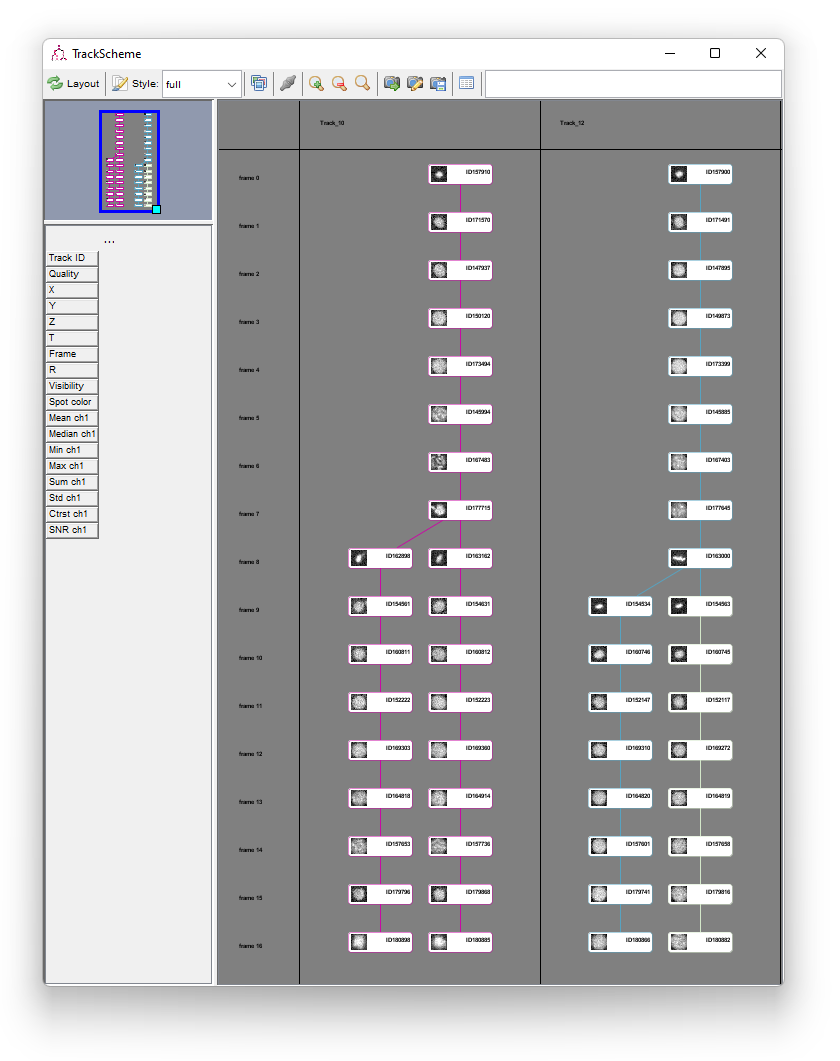 TrackScheme
Layout Style: full
Track_10 Track_12
...
Track ID
Quality
X
Y
Z
T
Frame
R
Visibility
Spot color
Mean ch1
Median ch1
Min ch1
Max ch1
Sum ch1
Std ch1
Ctrst ch1
SNR ch1
frame 0 ID157910 ID157900
frame 1 ID171570 ID171491
frame 2 ID147937 ID147895
frame 3 ID150120 ID149873
frame 4 ID173494 ID173399
frame 5 ID145994 ID145885
frame 6 ID167483 ID167403
frame 7 ID177715 ID177645
frame 8 ID162898 ID163162 ID163000
frame 9 ID154561 ID154631 ID154534 ID154563
frame 10 ID160811 ID160812 ID160746 ID160745
frame 11 ID152222 ID152223 ID152147 ID152117
frame 12 ID169303 ID169360 ID169310 ID169272
frame 13 ID164818 ID164914 ID164820 ID164819
frame 14 ID157653 ID157736 ID157601 ID157658
frame 15 ID179796 ID179868 ID179741 ID179816
frame 16 ID180898 ID180885 ID180866 ID180882